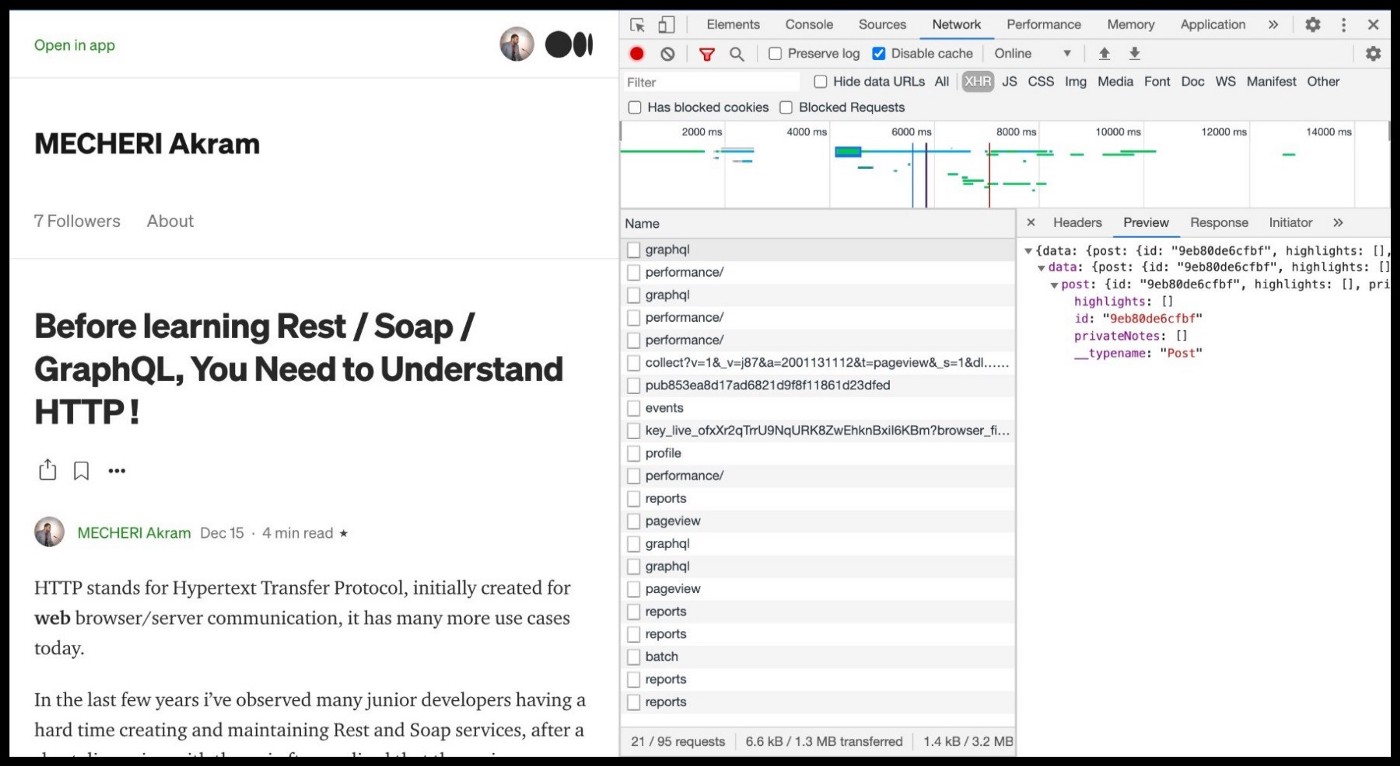 Open in app
MECHERI Akram
7 Followers About
Before learning Rest / Soap /
GraphQL, You Need to Understand
HTTP !
MECHERI Akram Dec 15 · 4 min read ★
HTTP stands for Hypertext Transfer Protocol, initially created for
web browser/server communication, it has many more use cases
today.
In the last few years i’ve observed many junior developers having a
hard time creating and maintaining Rest and Soap services, after a
Elements Console Sources Network Performance Memory Application »
Preserve log Disable cache Online
Filter Hide data URLs All XHR JS CSS Img Media Font Doc WS Manifest Other
Has blocked cookies Blocked Requests
2000 ms 4000 ms 6000 ms 8000 ms 10000 ms 12000 ms 14000 ms
Name
graphql
performance/
graphql
performance/
performance/
collect?v=1&_v=j87&a=2001131112&t=pageview&_s=1&dl......
pub853ea8d17ad6821d9f8f11861d23dfed
events
key_live_ofxXr2qTrrU9NqURK8ZwEhknBxil6KBm?browser_fi...
profile
performance/
reports
pageview
graphql
graphql
pageview
reports
reports
batch
reports
reports
21 / 95 requests 6.6 kB / 1.3 MB transferred 1.4 kB / 3.2 MB
× Headers Preview Response Initiator »
{data: {post: {id: "9eb80de6cfbf", highlights: [],
data: {post: {id: "9eb80de6cfbf", highlights: []
post: {id: "9eb80de6cfbf", highlights: [], pri
highlights: []
id: "9eb80de6cfbf"
privateNotes: []
__typename: "Post"